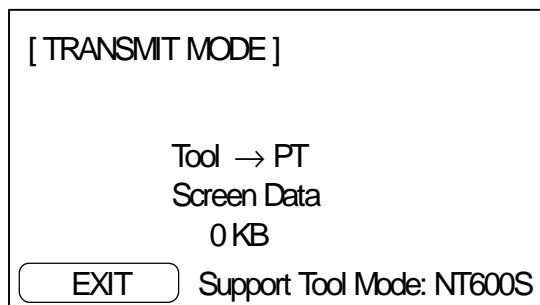 [ TRANSMIT MODE ]
Tool → PT
Screen Data
0 KB
EXIT Support Tool Mode: NT600S